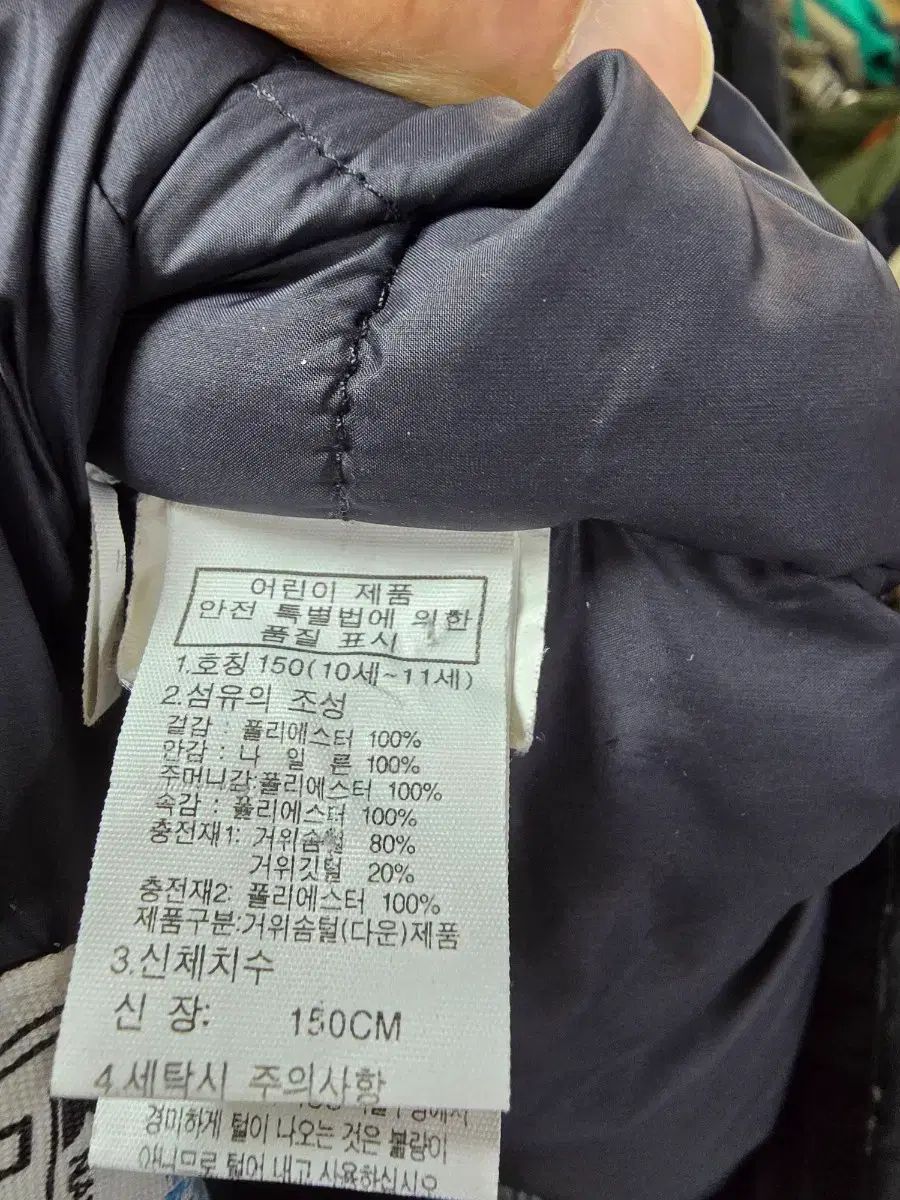 어린이 제품
안전 특별법에 의한
품질 표시
1.호칭 150(10세~11세)
2.섬유의 조성
겉감 : 폴리에스터 100%
안감 : 나 일 론 100%
주머니감:폴리에스터 100%
속감 : 폴리에스터 100%
충전재1: 거위솜털 80%
거위깃털 20%
충전재2: 폴리에스터 100%
제품구분:거위솜털(다운)제품
3.신체치수
신 장: 150CM
4.세탁시 주의사항
경미하게 털이 나오는 것은 불량이
아니므로 털어 내고 사용하십시오